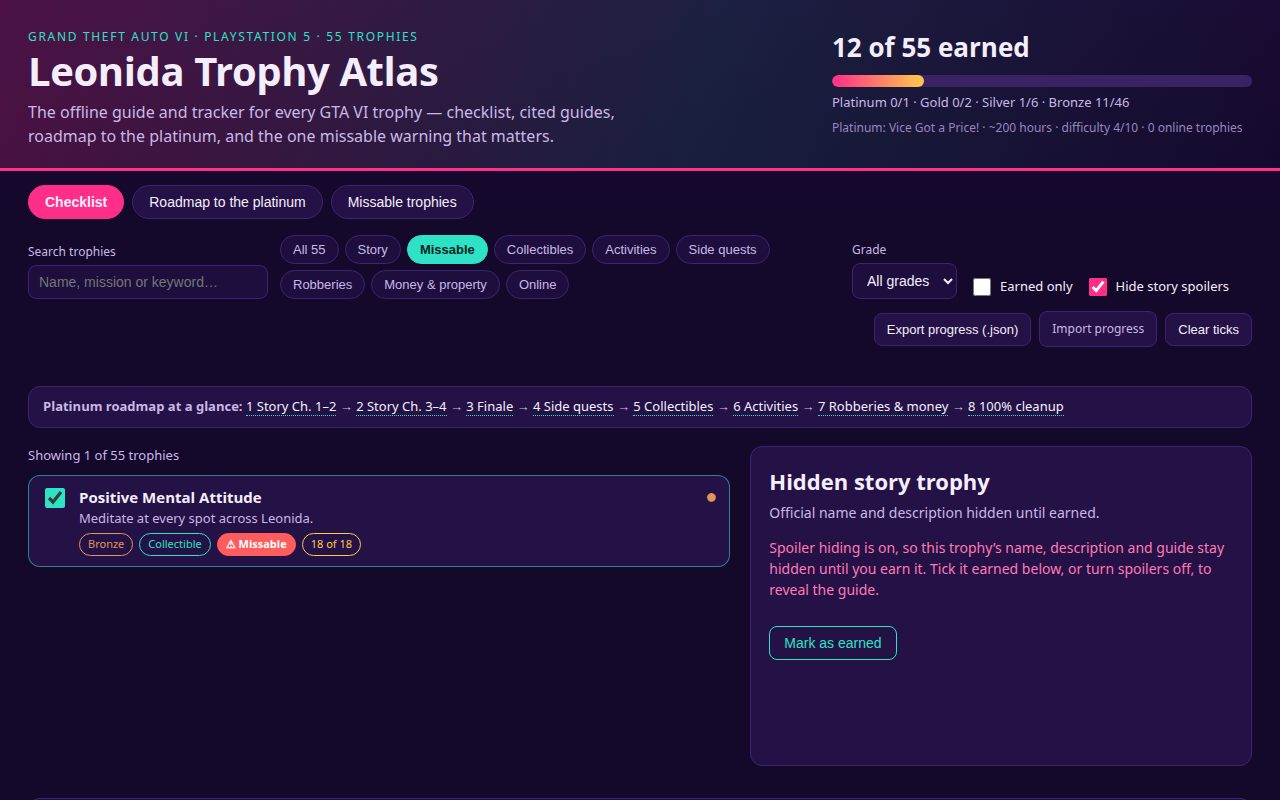 GRAND THEFT AUTO VI · PLAYSTATION 5 · 55 TROPHIES
Leonida Trophy Atlas
The offline guide and tracker for every GTA VI trophy — checklist, cited guides,
roadmap to the platinum, and the one missable warning that matters.
12 of 55 earned
Platinum 0/1 · Gold 0/2 · Silver 1/6 · Bronze 11/46
Platinum: Vice Got a Price! · ~200 hours · difficulty 4/10 · 0 online trophies
Checklist
Roadmap to the platinum
Missable trophies
Search trophies
Name, mission or keyword…
All 55
Story
Missable
Collectibles
Activities
Side quests
Robberies
Money & property
Online
Grade
All grades
Earned only
Hide story spoilers
Export progress (.json)
Import progress
Clear ticks
Platinum roadmap at a glance: 1 Story Ch. 1–2 → 2 Story Ch. 3–4 → 3 Finale → 4 Side quests → 5 Collectibles → 6 Activities → 7 Robberies & money → 8 100% cleanup
Showing 1 of 55 trophies
Positive Mental Attitude
Meditate at every spot across Leonida.
Bronze
Collectible
⚠ Missable
18 of 18
Hidden story trophy
Official name and description hidden until earned.
Spoiler hiding is on, so this trophy’s name, description and guide stay
hidden until you earn it. Tick it earned below, or turn spoilers off, to
reveal the guide.
Mark as earned